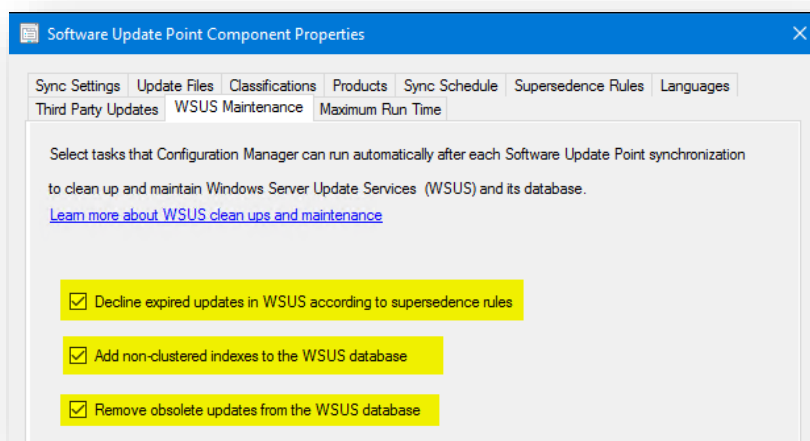 Software Update Point Component Properties
Sync Settings Update Files Classifications Products Sync Schedule Supersedence Rules Languages
Third Party Updates WSUS Maintenance Maximum Run Time
Select tasks that Configuration Manager can run automatically after each Software Update Point synchronization
to clean up and maintain Windows Server Update Services (WSUS) and its database.
Learn more about WSUS clean ups and maintenance
Decline expired updates in WSUS according to supersedence rules
Add non-clustered indexes to the WSUS database
Remove obsolete updates from the WSUS database